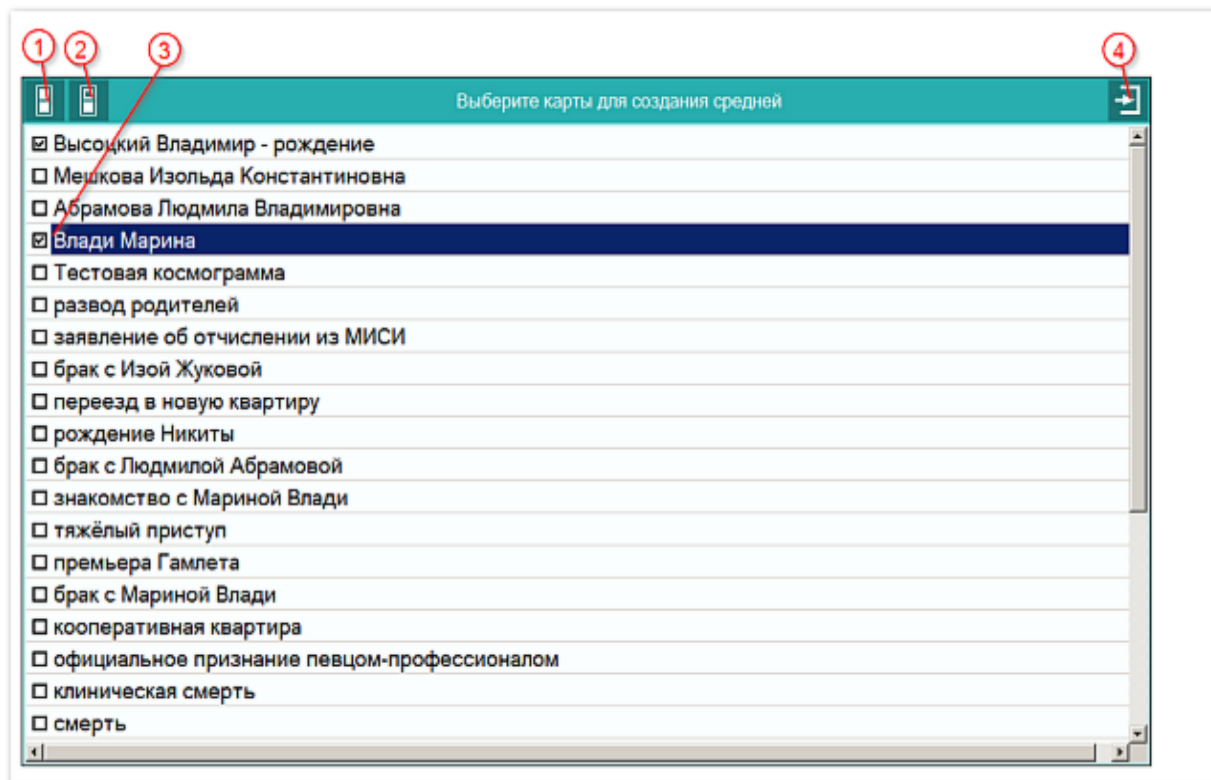 1 2 3 4
Выберите карты для создания средней
Высоцкий Владимир - рождение
Мешкова Изольда Константиновна
Абрамова Людмила Владимировна
Влади Марина
Тестовая космограмма
развод родителей
заявление об отчислении из МИСИ
брак с Изой Жуковой
переезд в новую квартиру
рождение Никиты
брак с Людмилой Абрамовой
знакомство с Мариной Влади
тяжёлый приступ
премьера Гамлета
брак с Мариной Влади
кооперативная квартира
официальное признание певцом-профессионалом
клиническая смерть
смерть